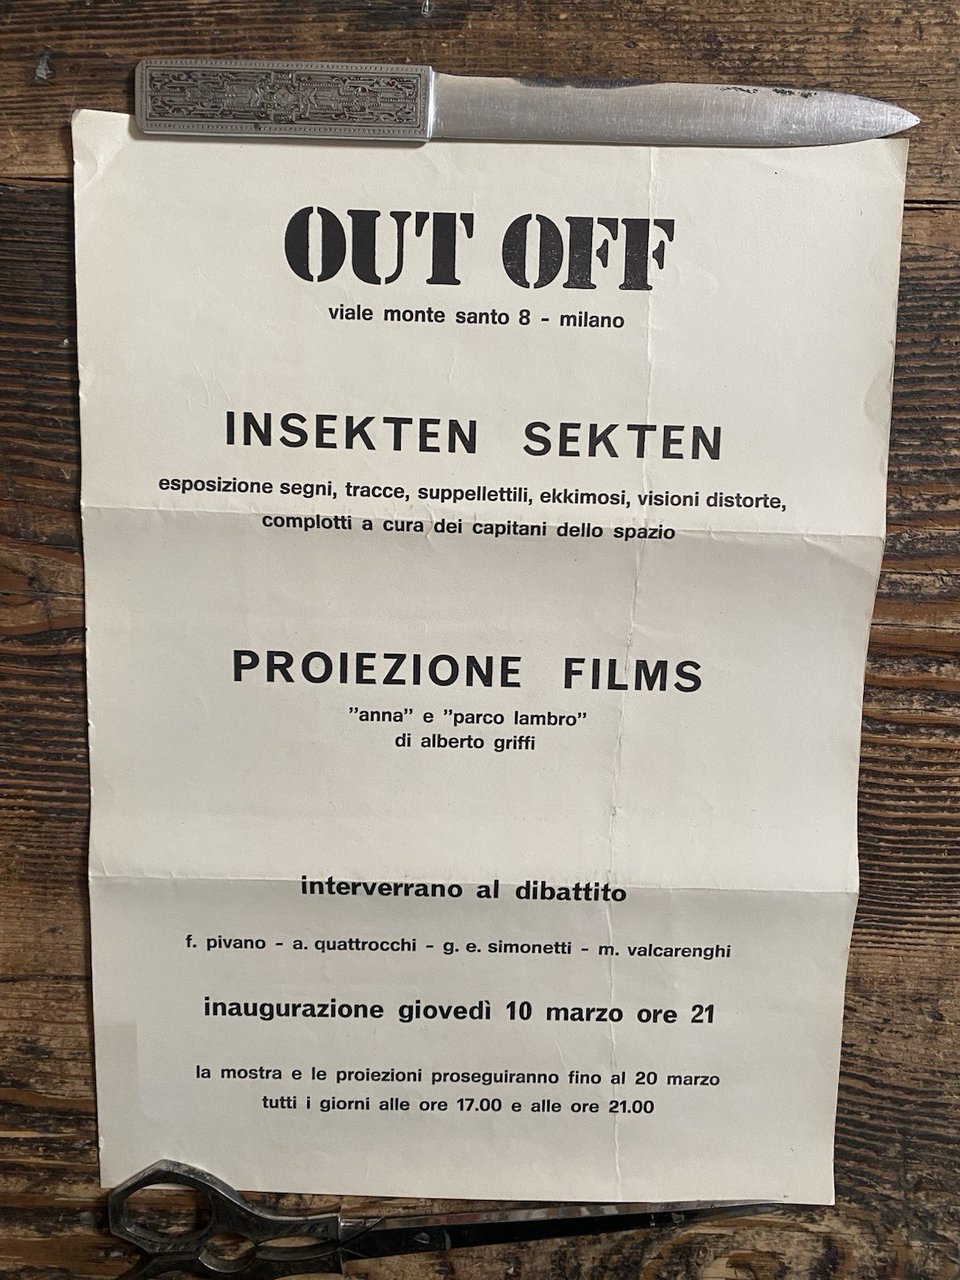 OUT OFF
viale monte santo 8 - milano
INSEKTEN SEKTEN
esposizione segni, tracce, suppellettili, ekkimosi, visioni distorte,
complotti a cura dei capitani dello spazio
PROIEZIONE FILMS
”anna” e ”parco lambro”
di alberto griffi
interverrano al dibattito
f. pivano - a. quattrocchi - g. e. simonetti - m. valcarenghi
inaugurazione giovedì 10 marzo ore 21
la mostra e le proiezioni proseguiranno fino al 20 marzo
tutti i giorni alle ore 17.00 e alle ore 21.00